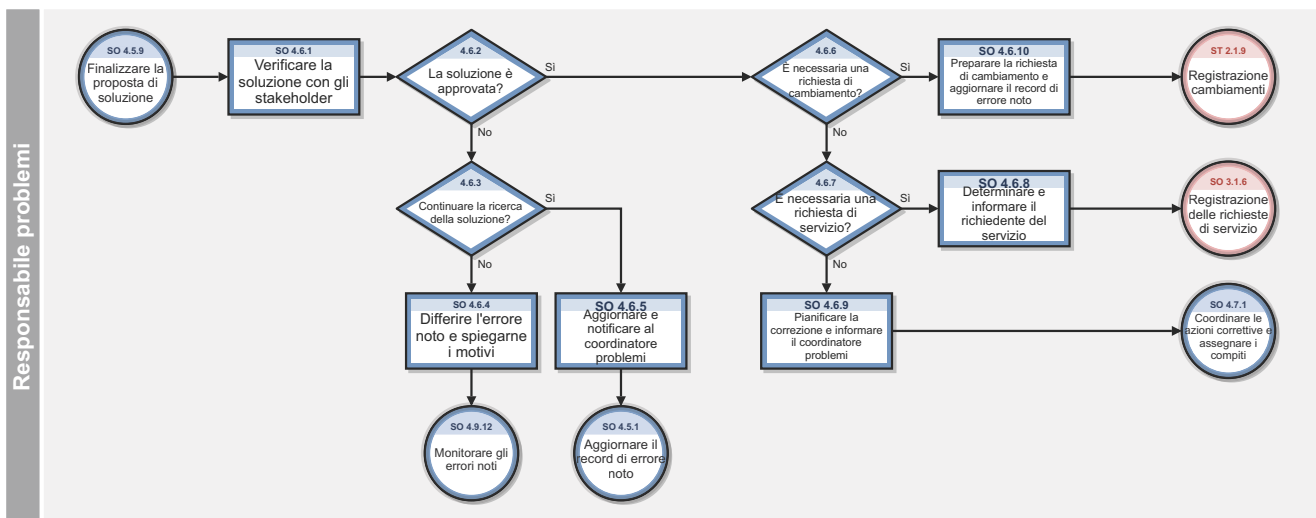 Responsabile problemi
SO 4.5.9
Finalizzare la
proposta di
soluzione
SO 4.6.1
Verificare la
soluzione con gli
stakeholder
4.6.2
La soluzione è
approvata?
Sì
No
4.6.6
È necessaria una
richiesta di
cambiamento?
Sì
No
SO 4.6.10
Preparare la richiesta
di cambiamento e
aggiornare il record di
errore noto
ST 2.1.9
Registrazione
cambiamenti
4.6.3
Continuare la ricerca
della soluzione?
Sì
No
4.6.7
È necessaria una
richiesta di
servizio?
Sì
No
SO 4.6.8
Determinare e
informare il
richiedente del
servizio
SO 3.1.6
Registrazione
delle richieste
di servizio
SO 4.6.4
Differire l'errore
noto e spiegarne
i motivi
SO 4.6.5
Aggiornare e
notificare al
coordinatore
problemi
SO 4.6.9
Pianificare la
correzione e informare
il coordinatore
problemi
SO 4.7.1
Coordinare le
azioni correttive e
assegnare i
compiti
SO 4.9.12
Monitorare gli
errori noti
SO 4.5.1
Aggiornare il
record di errore
noto